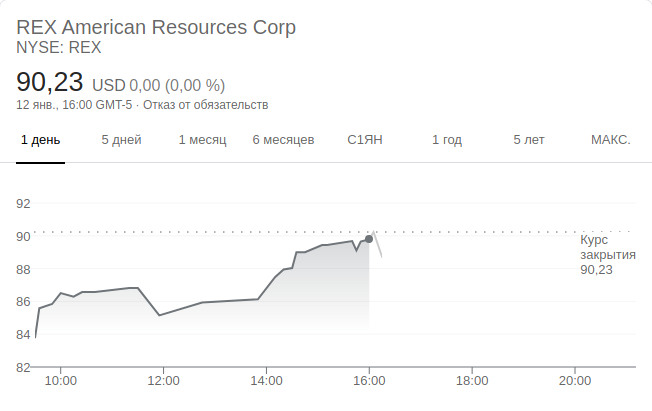 REX American Resources Corp
NYSE: REX
90,23 USD 0,00 (0,00 %)
12 янв., 16:00 GMT-5 · Отказ от обязательств
1 день 5 дней 1 месяц 6 месяцев С1ЯН 1 год 5 лет МАКС.
92
90
88
86
84
82
Курс
закрытия
90,23
10:00 12:00 14:00 16:00 18:00 20:00